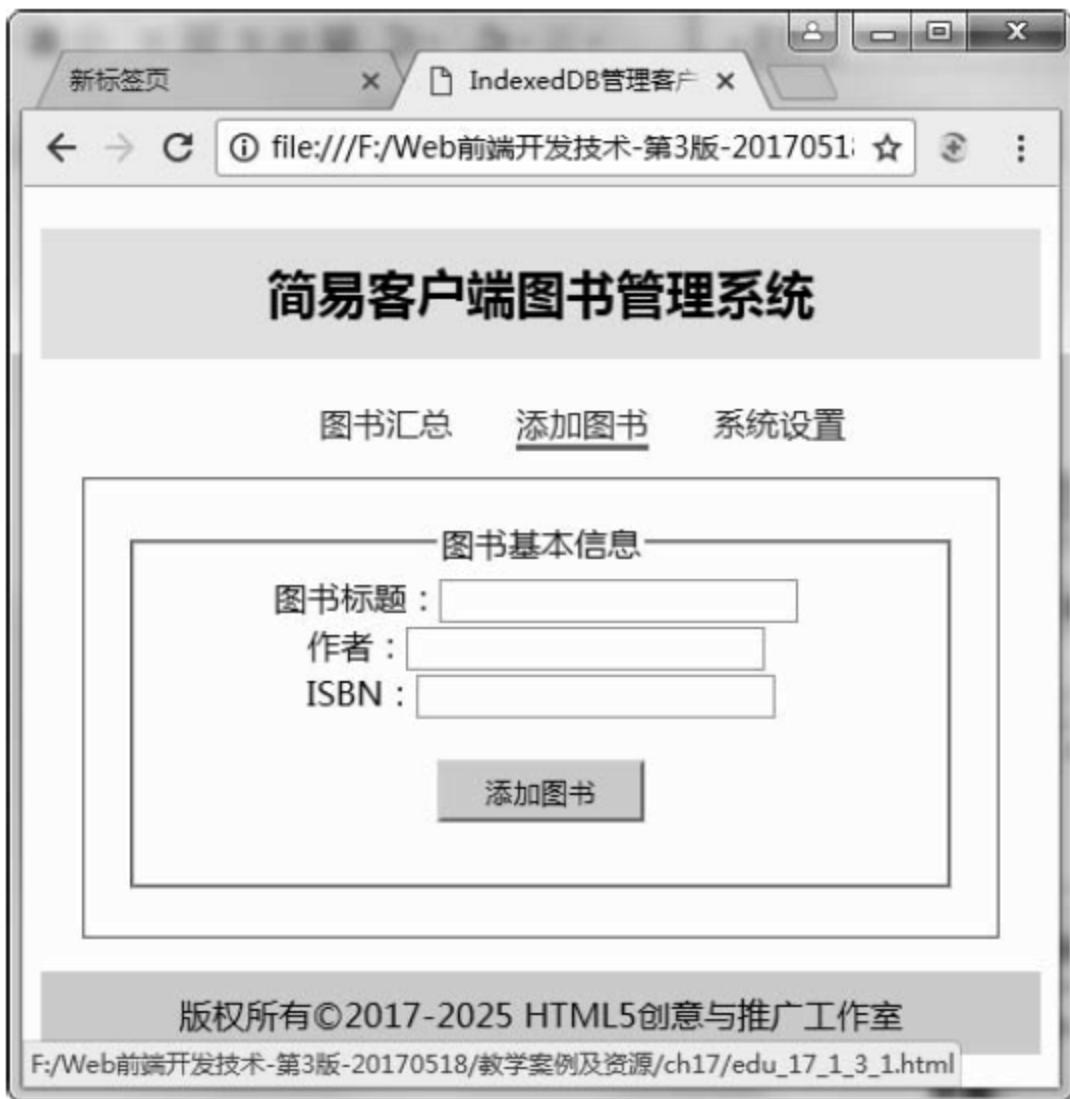 新标签页
IndexedDB管理客户
file:///F:/Web前端开发技术-第3版-2017051
简易客户端图书管理系统
图书汇总 添加图书 系统设置
图书基本信息
图书标题：
作者：
ISBN：
添加图书
版权所有©2017-2025 HTML5创意与推广工作室
F:/Web前端开发技术-第3版-20170518/教学案例及资源/ch17/edu_17_1_3_1.html